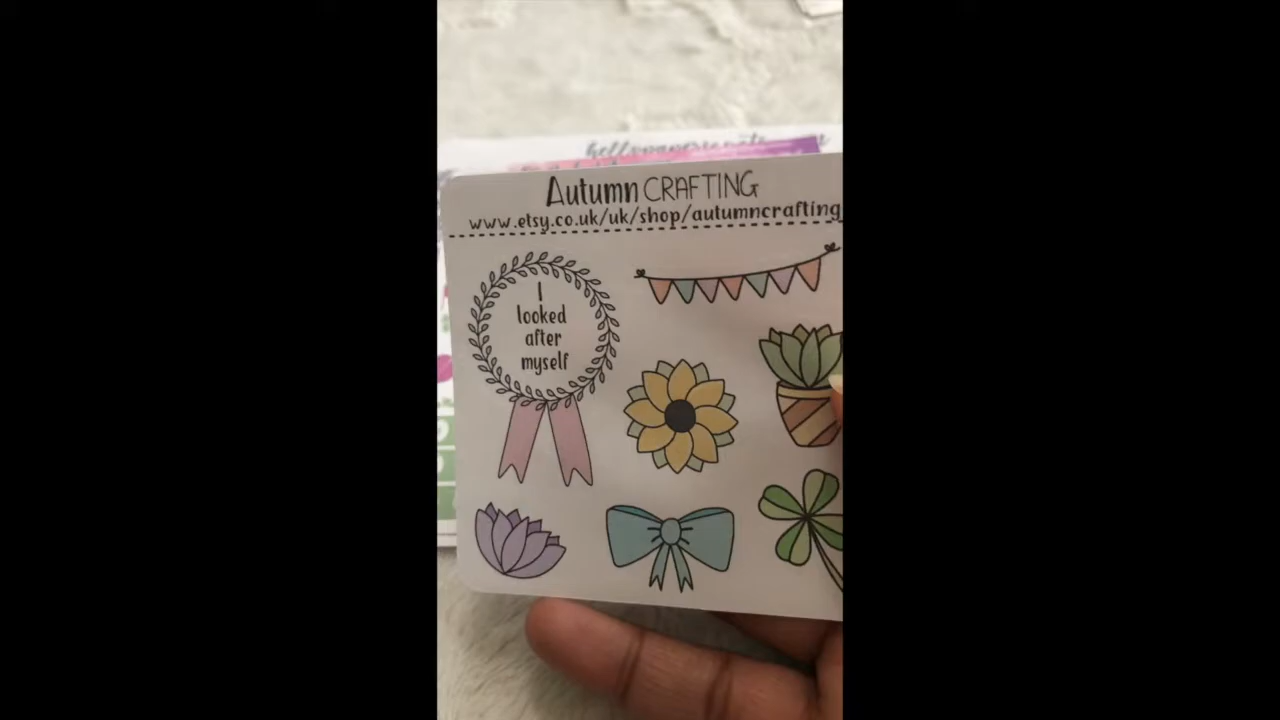 Autumn CRAFTING
www.etsy.co.uk/uk/shop/autumncrafting
I
looked
after
myself